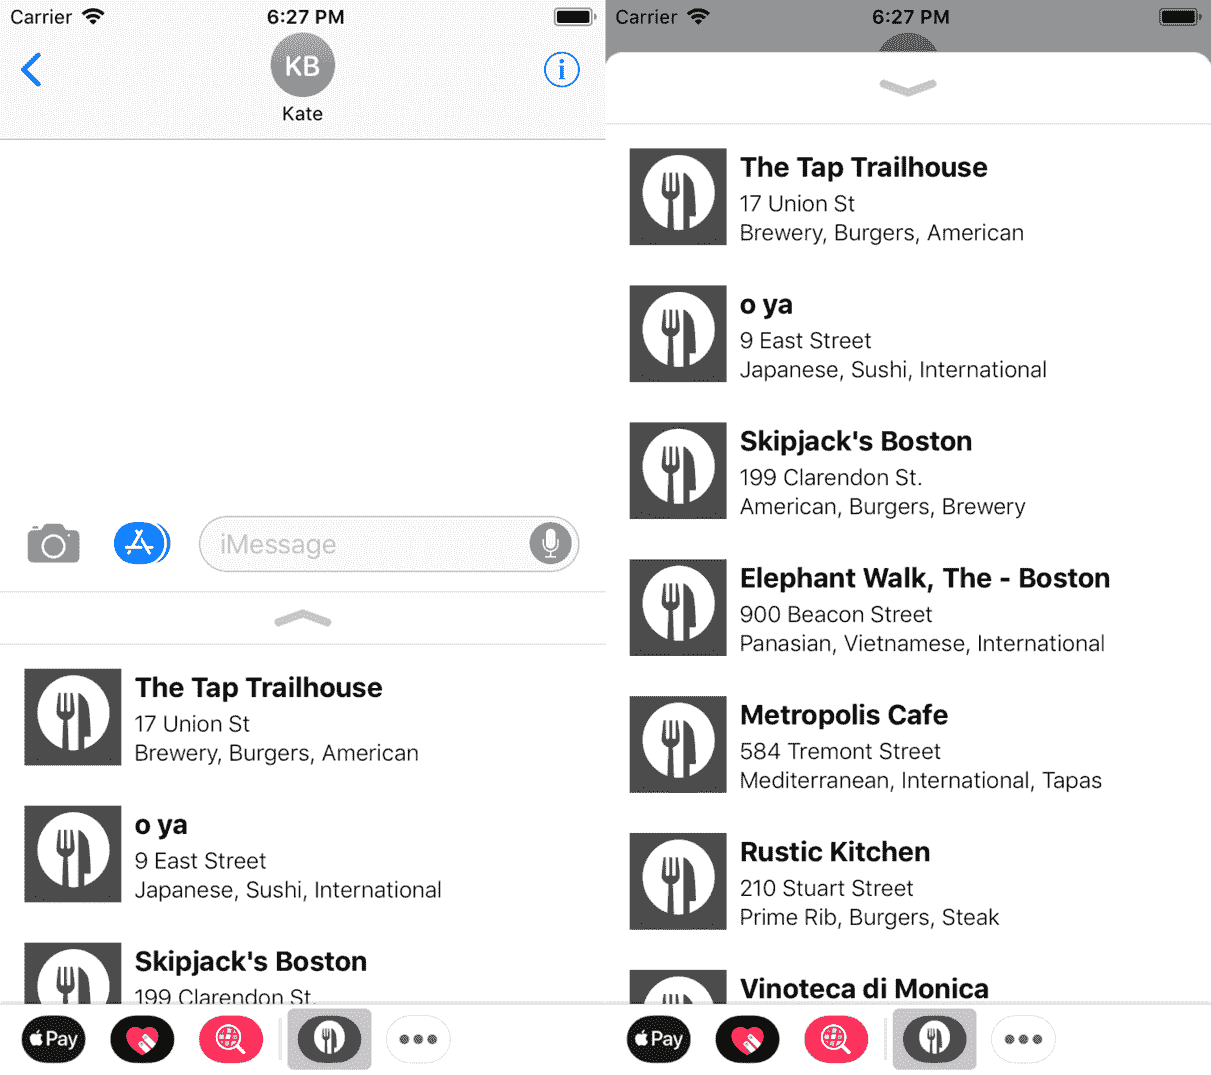 Carrier 6:27 PM
KB
Kate
iMessage
The Tap Trailhouse
17 Union St
Brewery, Burgers, American
o ya
9 East Street
Japanese, Sushi, International
Skipjack's Boston
199 Clarendon St.
Pay
Carrier 6:27 PM
The Tap Trailhouse
17 Union St
Brewery, Burgers, American
o ya
9 East Street
Japanese, Sushi, International
Skipjack's Boston
199 Clarendon St.
American, Burgers, Brewery
Elephant Walk, The - Boston
900 Beacon Street
Panasian, Vietnamese, International
Metropolis Cafe
584 Tremont Street
Mediterranean, International, Tapas
Rustic Kitchen
210 Stuart Street
Prime Rib, Burgers, Steak
Vinoteca di Monica
Pay